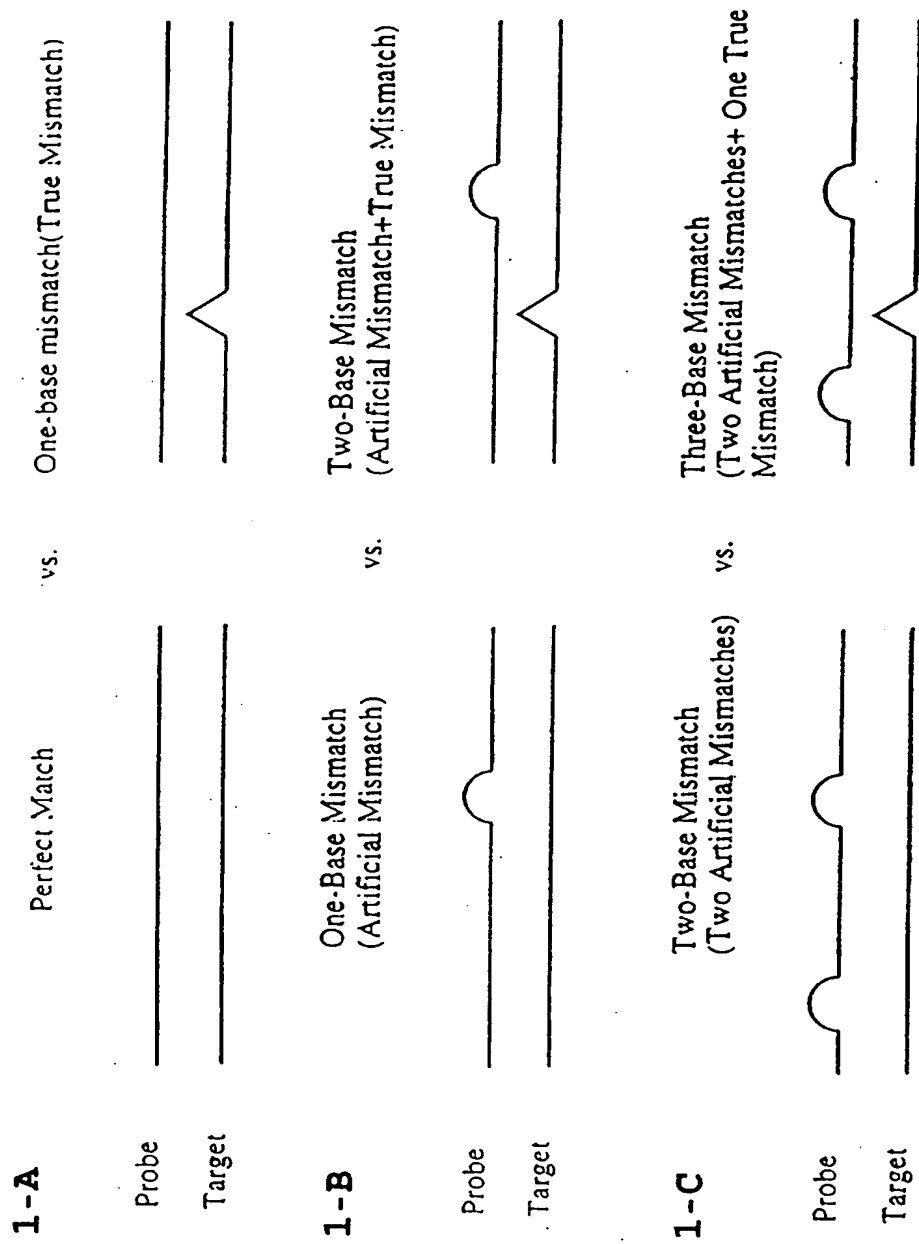 1-A
Perfect Match vs. One-base mismatch(True Mismatch)
Probe
Target
1-B
One-Base Mismatch vs. Two-Base Mismatch
(Artificial Mismatch) (Artificial Mismatch+True Mismatch)
Probe
Target
1-C
Two-Base Mismatch vs. Three-Base Mismatch
(Two Artificial Mismatches) (Two Artificial Mismatches+ One True
Mismatch)
Probe
Target